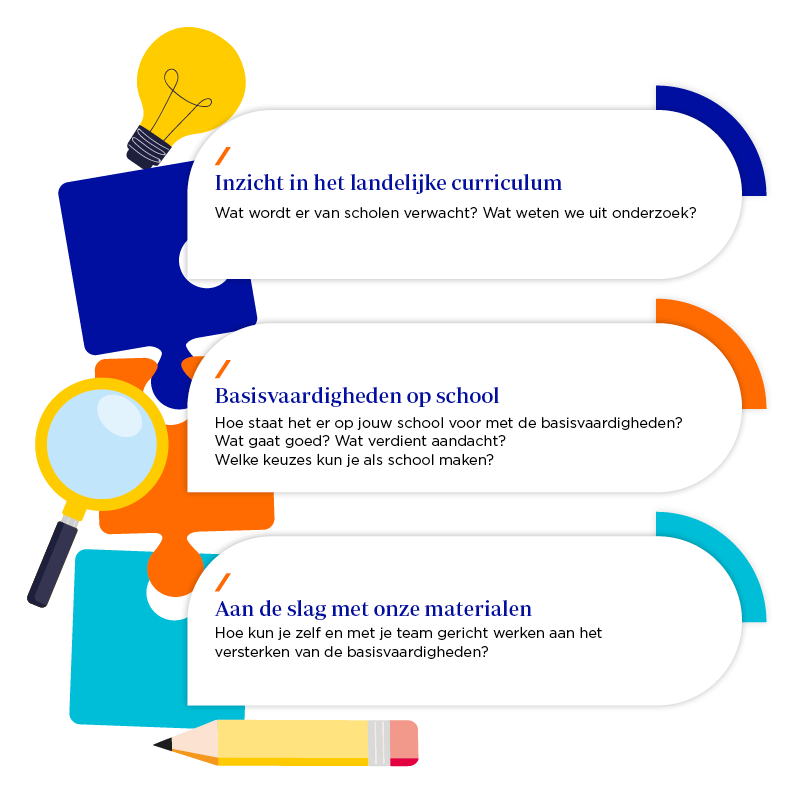 Inzicht in het landelijke curriculum
Wat wordt er van scholen verwacht? Wat weten we uit onderzoek?
Basisvaardigheden op school
Hoe staat het er op jouw school voor met de basisvaardigheden?
Wat gaat goed? Wat verdient aandacht?
Welke keuzes kun je als school maken?
Aan de slag met onze materialen
Hoe kun je zelf en met je team gericht werken aan het
versterken van de basisvaardigheden?